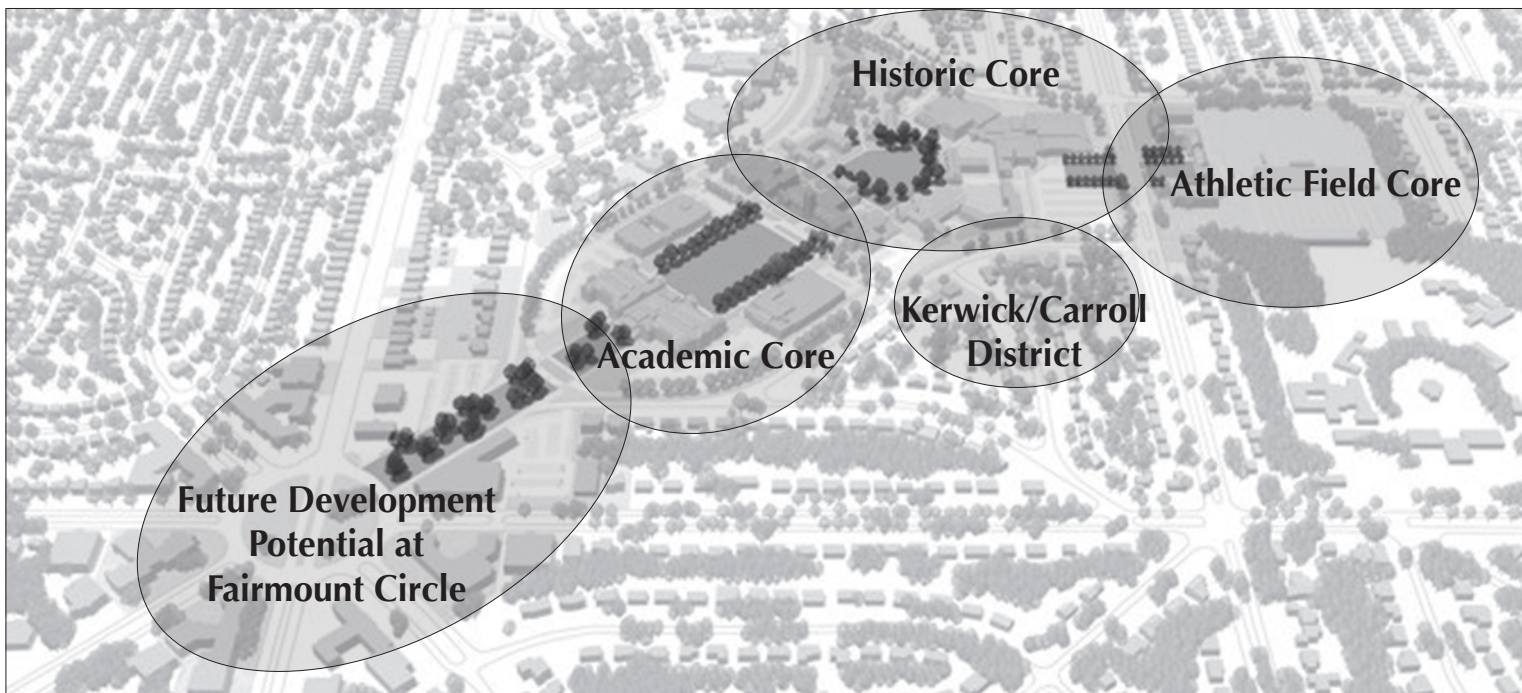 Historic Core
Athletic Field Core
Kerwick/Carroll
District
Academic Core
Future Development
Potential at
Fairmount Circle